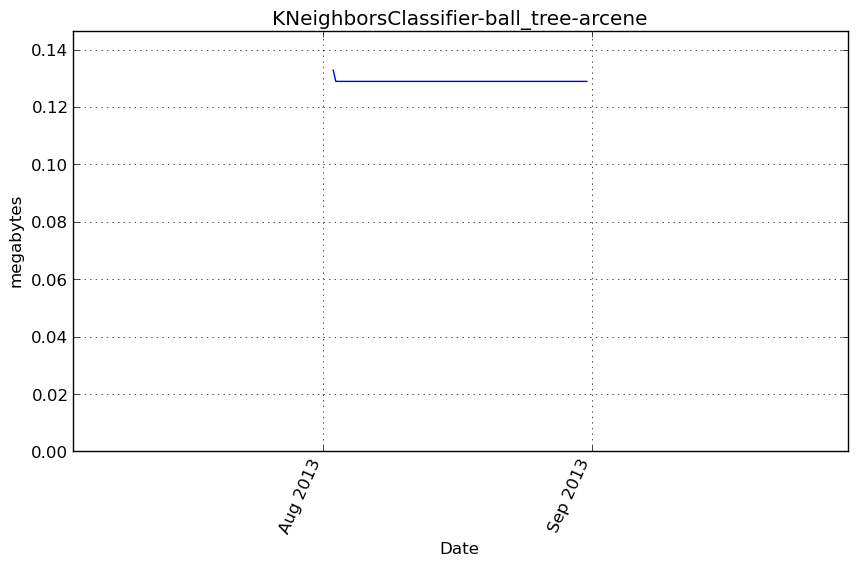 KNeighborsClassifier-ball_tree-arcene
0.14
0.12
0.10
0.08
0.06
0.04
0.02
0.00
megabytes
Aug 2013
Sep 2013
Date